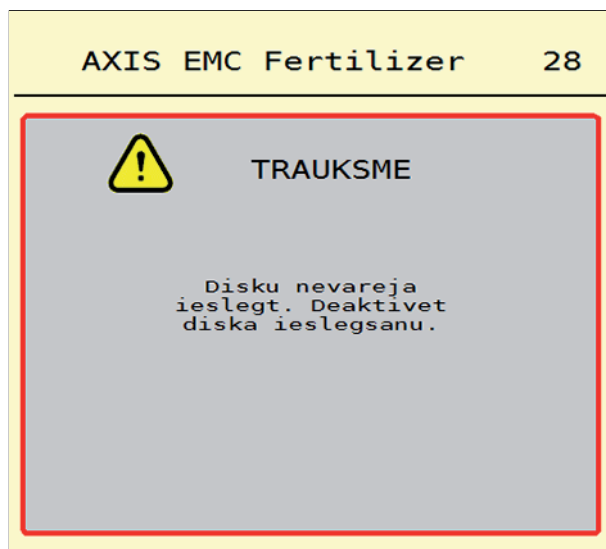 AXIS EMC Fertilizer 28
TRAUKSME
Disku nevareja
ieslegt. Deaktivet
diska ieslegsanu.